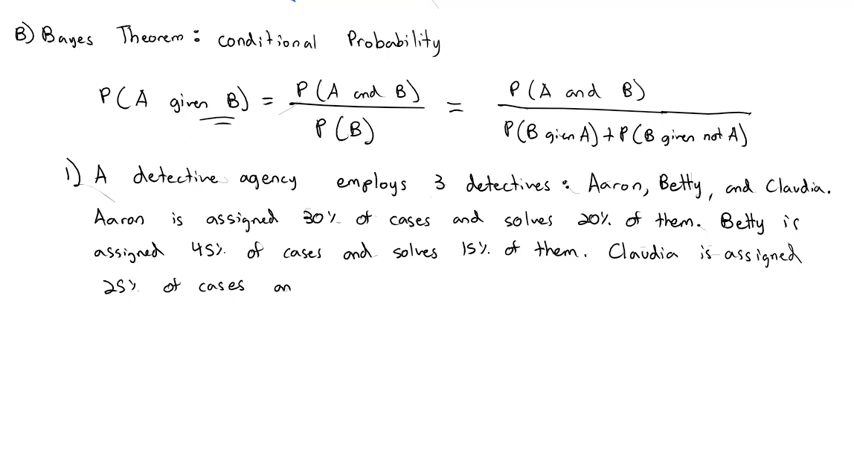 B) Bayes Theorem: conditional Probability
P(A given B) = P(A and B) / P(B) = P(A and B) / P(B given A) + P(B given not A)
1) A detective agency employs 3 detectives: Aaron, Betty, and Claudia.
Aaron is assigned 30% of cases and solves 20% of them. Betty is
assigned 45% of cases and solves 15% of them. Claudia is assigned
25% of cases an